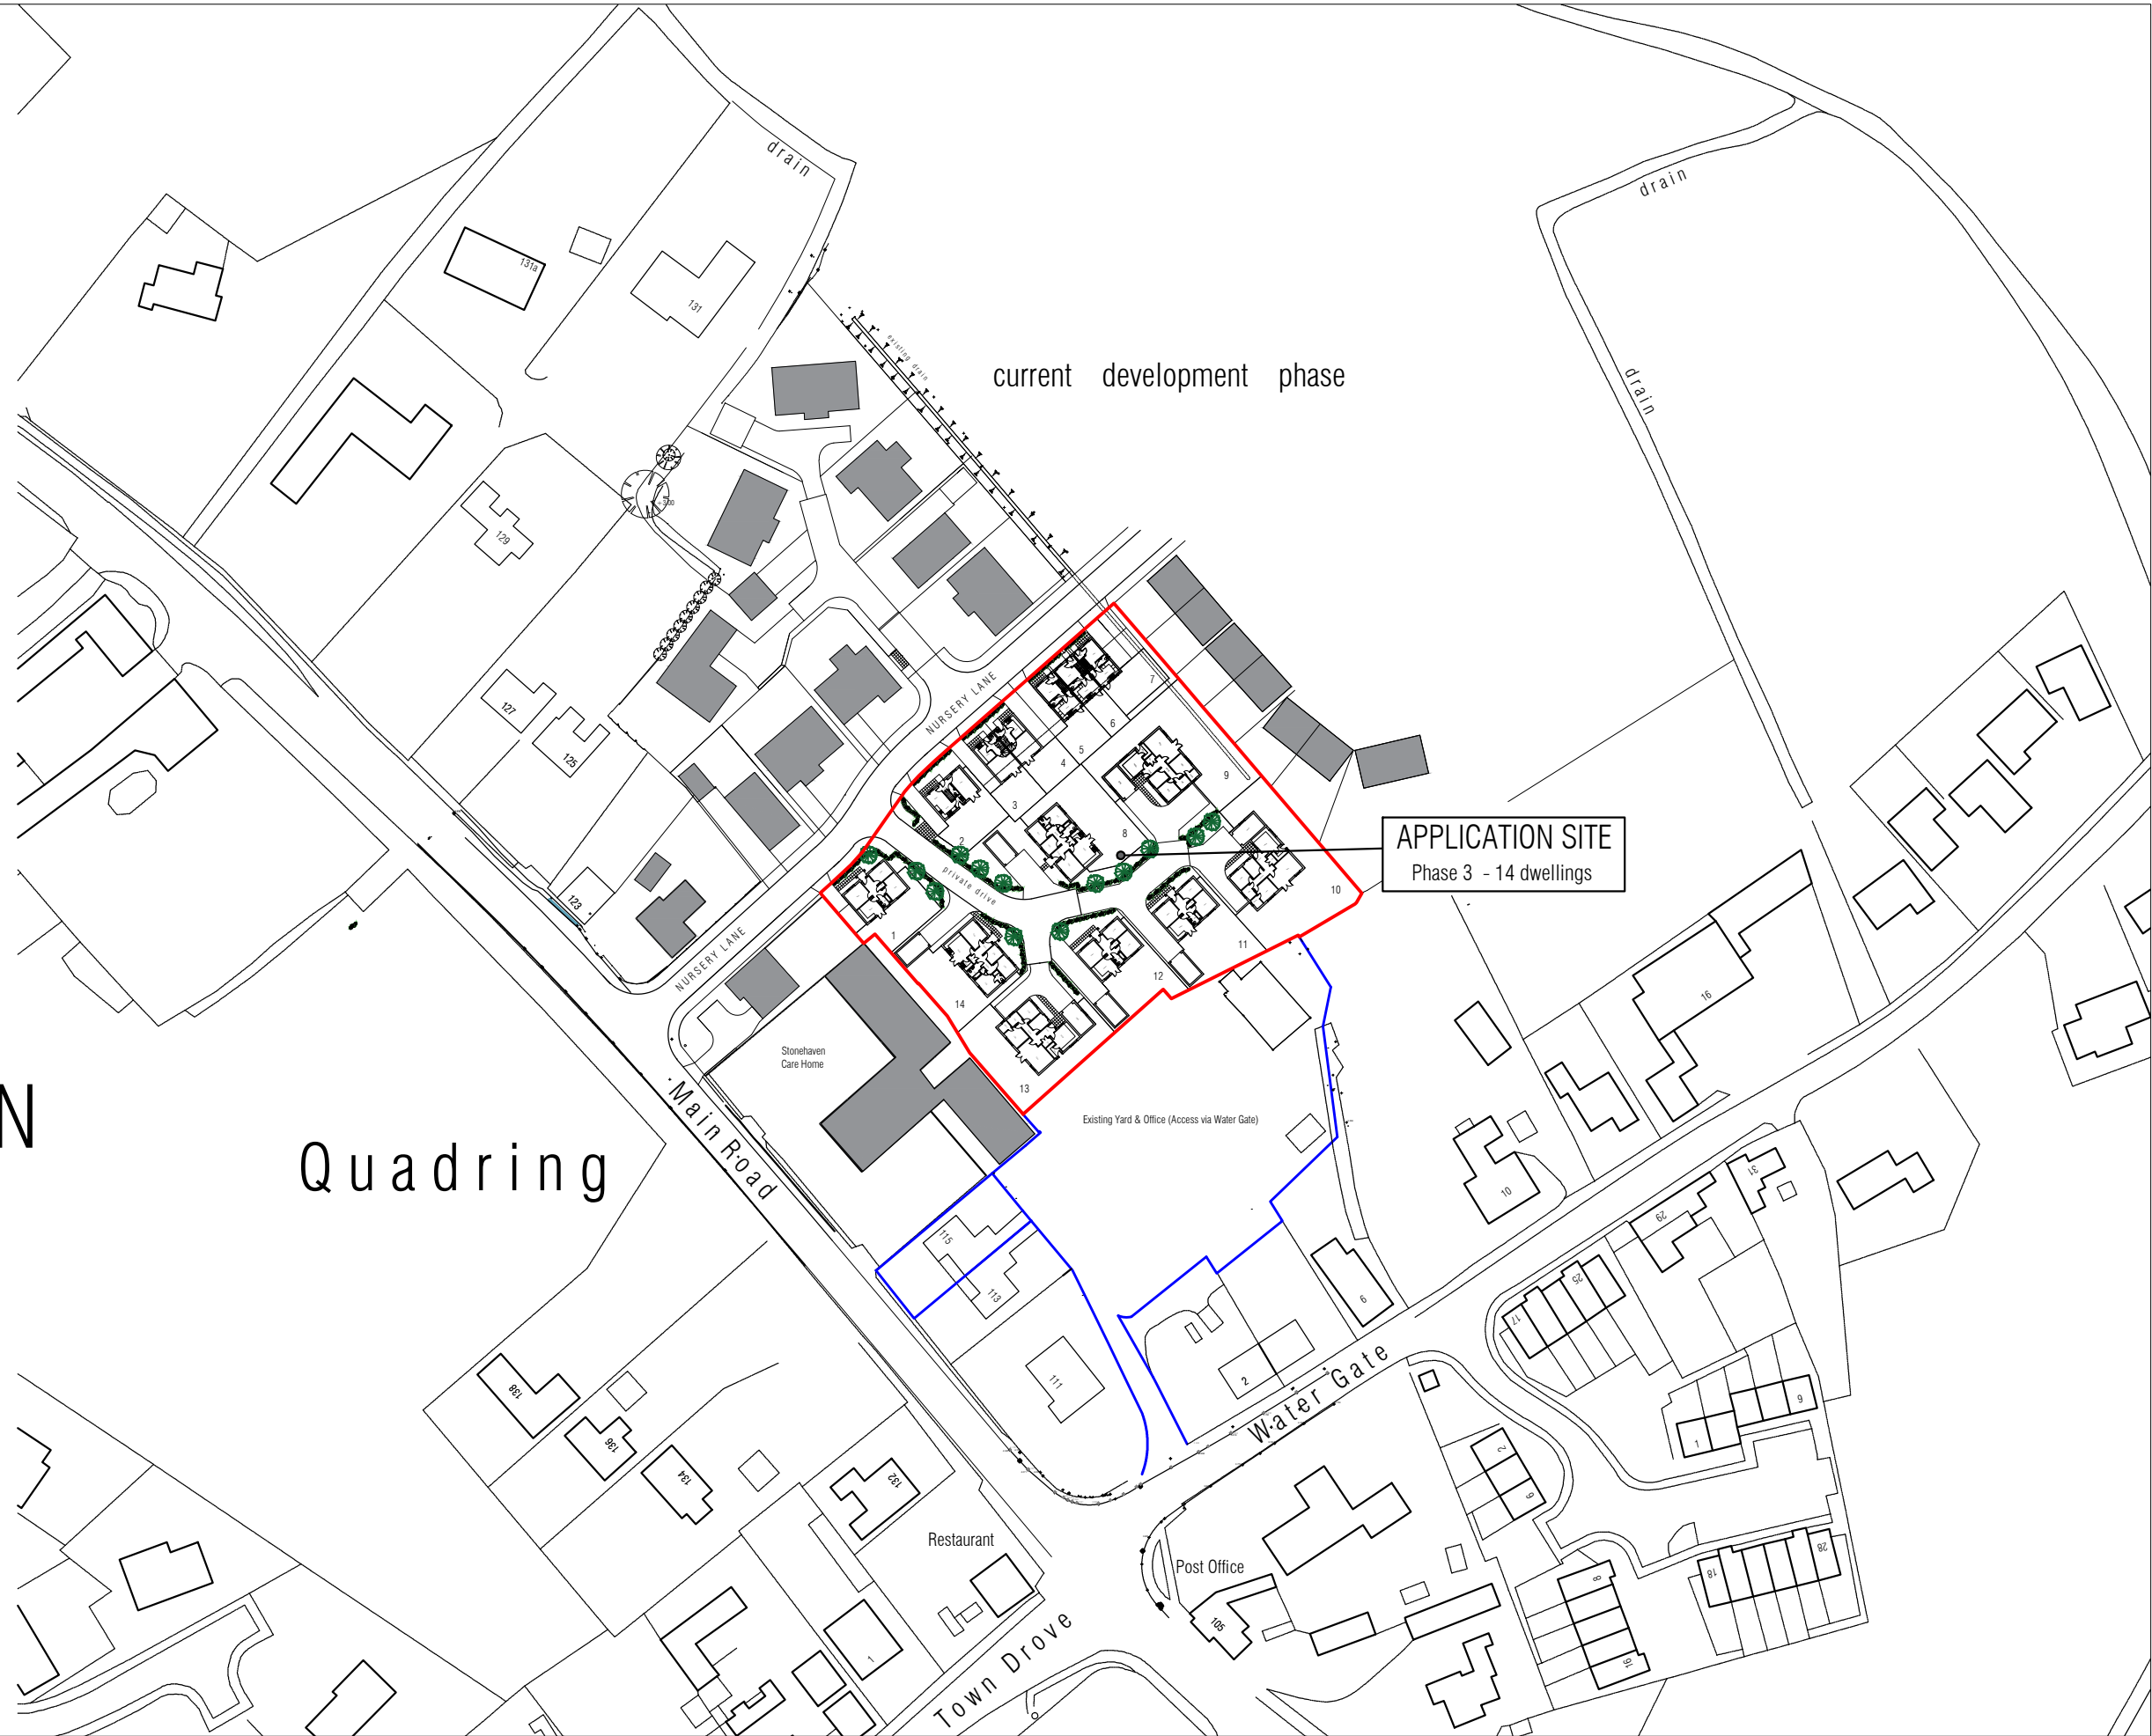 drain
drain
drain
131a
131
existing drain
current development phase
129
127
125
123
NURSERY LANE
NURSERY LANE
private drive
1
2
3
4
5
6
7
8
9
10
11
12
13
14
APPLICATION SITE
Phase 3 - 14 dwellings
Stonehaven
Care Home
Existing Yard & Office (Access via Water Gate)
N
Quadring
Main Road
115
113
111
16
10
9
2
31
29
25
17
1
9
Water Gate
138
136
134
132
2
Restaurant
Post Office
105
1
8
16
18
28
Town Drove